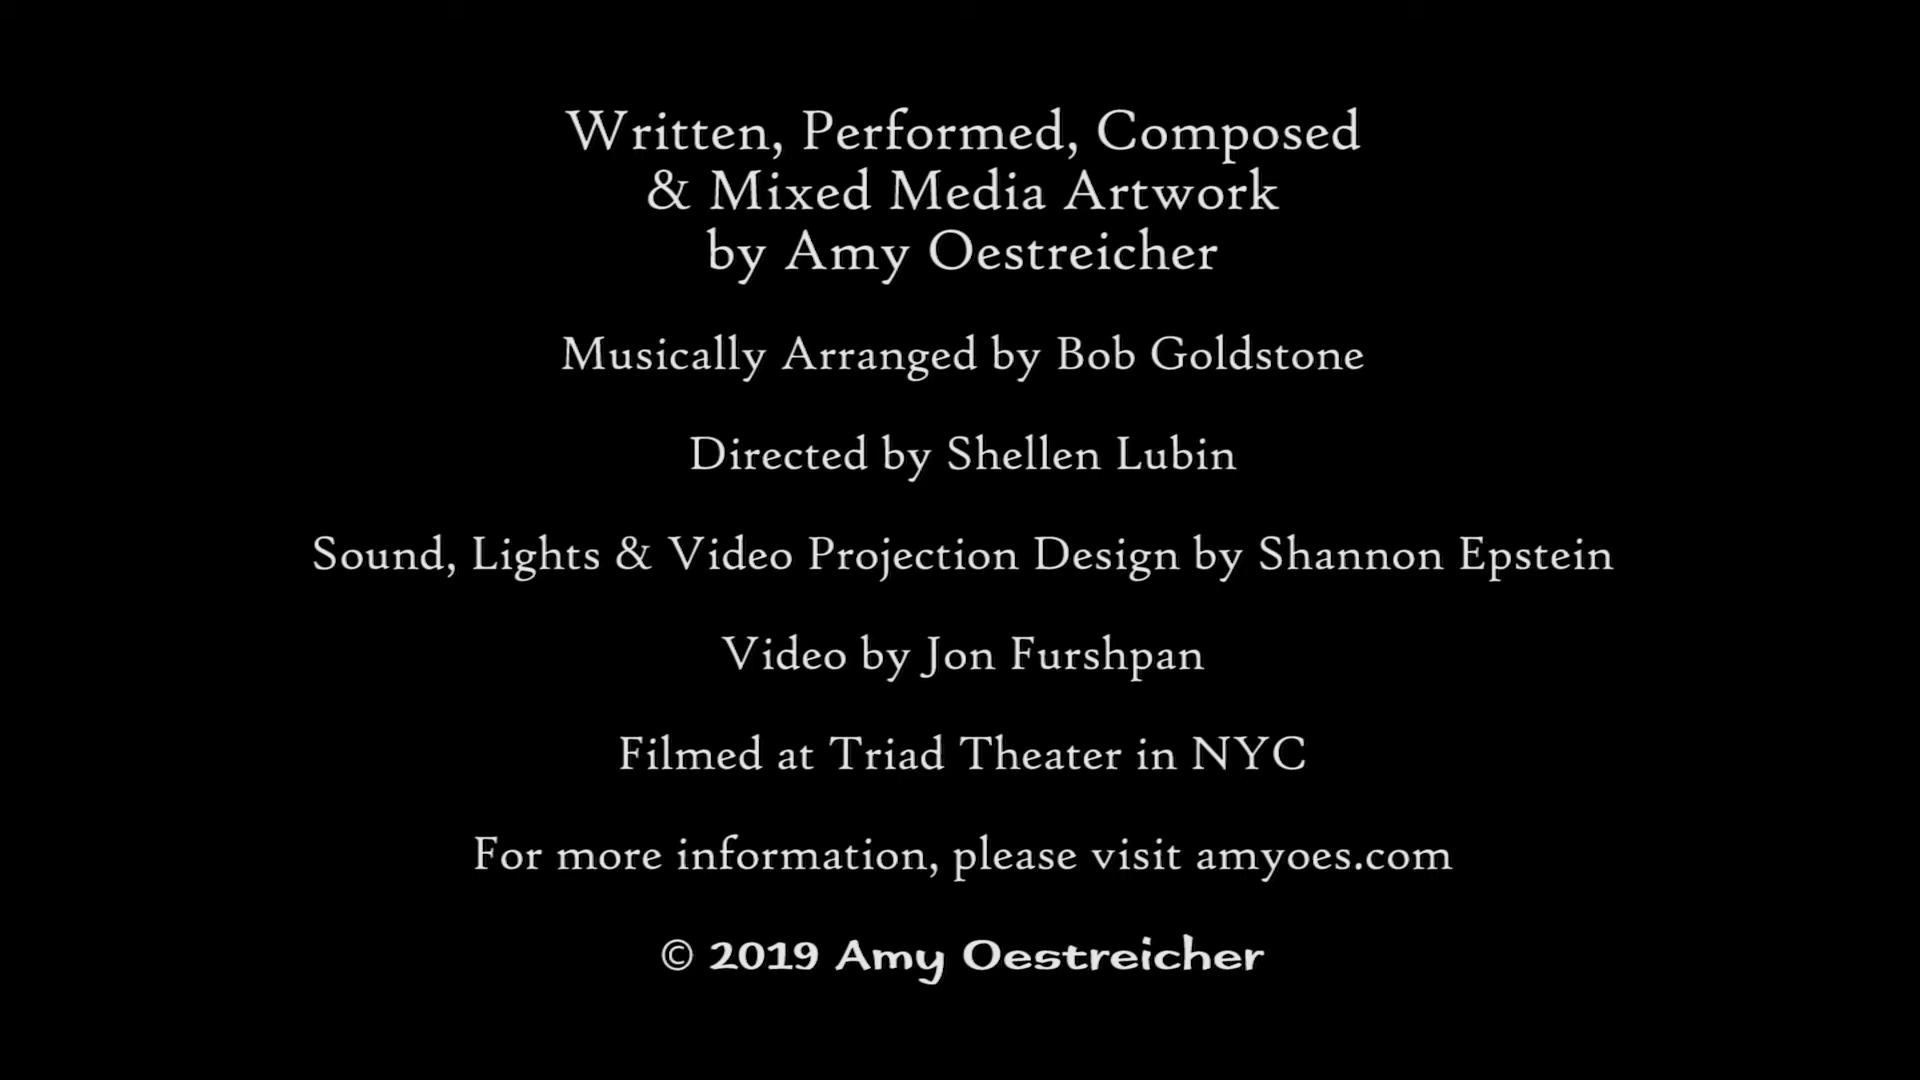 Written, Performed, Composed
& Mixed Media Artwork
by Amy Oestreicher
Musically Arranged by Bob Goldstone
Directed by Shellen Lubin
Sound, Lights & Video Projection Design by Shannon Epstein
Video by Jon Furshpan
Filmed at Triad Theater in NYC
For more information, please visit amyoes.com
© 2019 Amy Oestreicher